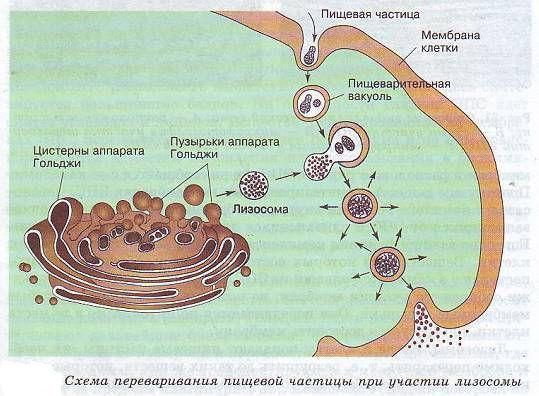 Пищевая частица
Мембрана
клетки
Пищеварительная
вакуоль
Пузырьки аппарата
Гольджи
Цистерны аппарата
Гольджи
Лизосома
Схема переваривания пищевой частицы при участии лизосомы